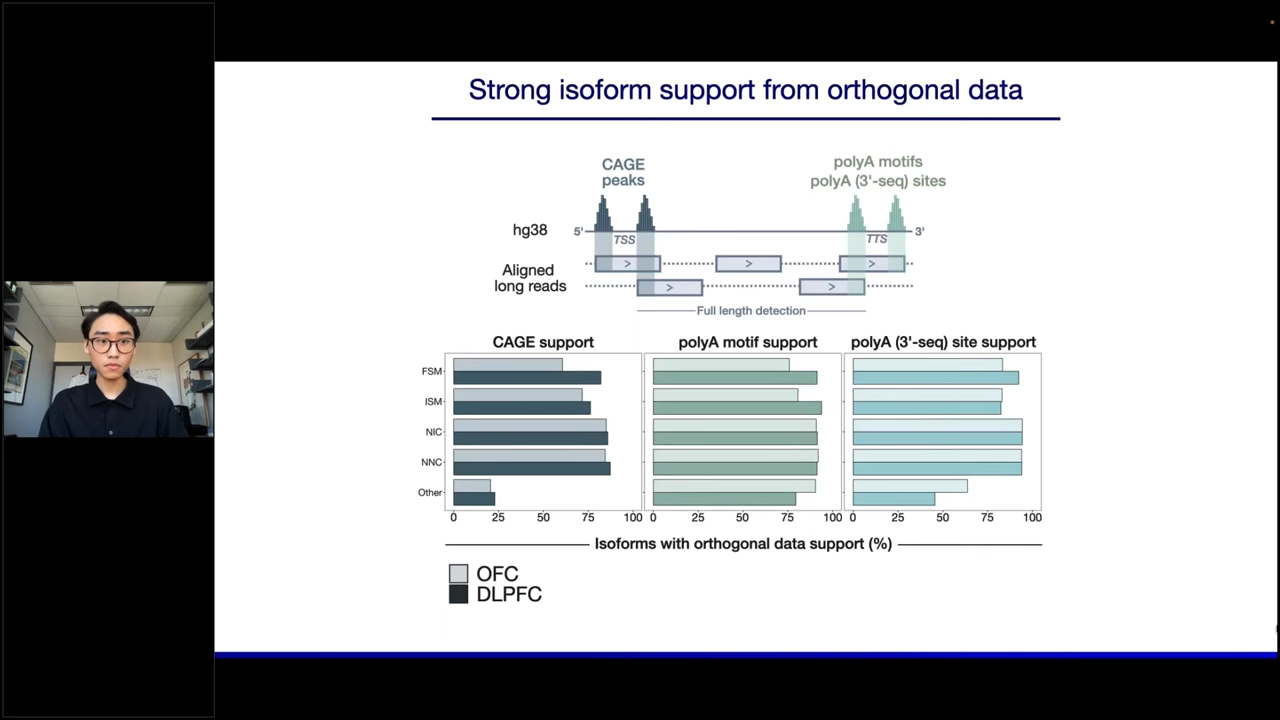 Strong isoform support from orthogonal data
CAGE
peaks
polyA motifs
polyA (3'-seq) sites
hg38
5'
TSS
TTS
3'
Aligned
long reads
>
>
>
>
>
Full length detection
CAGE support
polyA motif support
polyA (3'-seq) site support
FSM
ISM
NIC
NNC
Other
0 25 50 75 100
0 25 50 75 100
0 25 50 75 100
Isoforms with orthogonal data support (%)
OFC
DLPFC